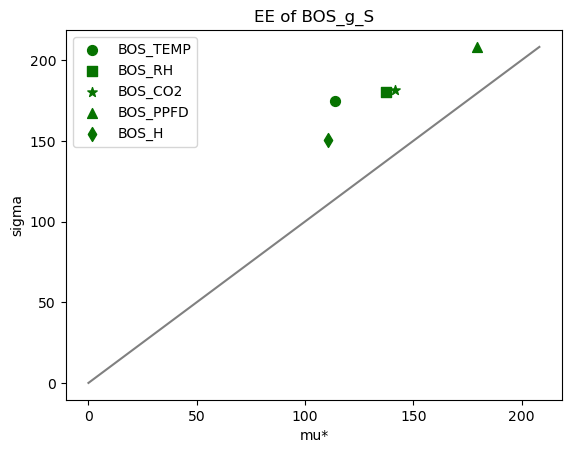 EE of BOS_g_S
BOS_TEMP
BOS_RH
BOS_CO2
BOS_PPFD
BOS_H
200
150
100
50
0
sigma
0
50
100
150
200
mu*